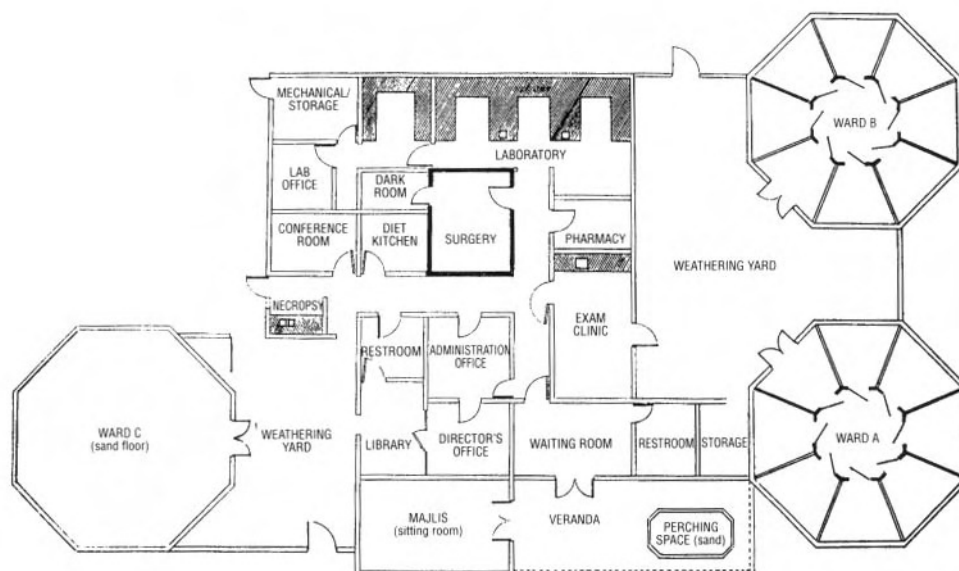 MECHANICAL/
STORAGE
WARD B
LABORATORY
LAB
OFFICE
DARK
ROOM
CONFERENCE
ROOM
DIET
KITCHEN
SURGERY
PHARMACY
WEATHERING YARD
NECROPSY
EXAM
CLINIC
RESTROOM
ADMINISTRATION
OFFICE
WARD C
(sand floor)
WEATHERING
YARD
LIBRARY
DIRECTOR'S
OFFICE
WAITING ROOM
RESTROOM
STORAGE
WARD A
MAJLIS
(sitting room)
VERANDA
PERCHING
SPACE (sand)